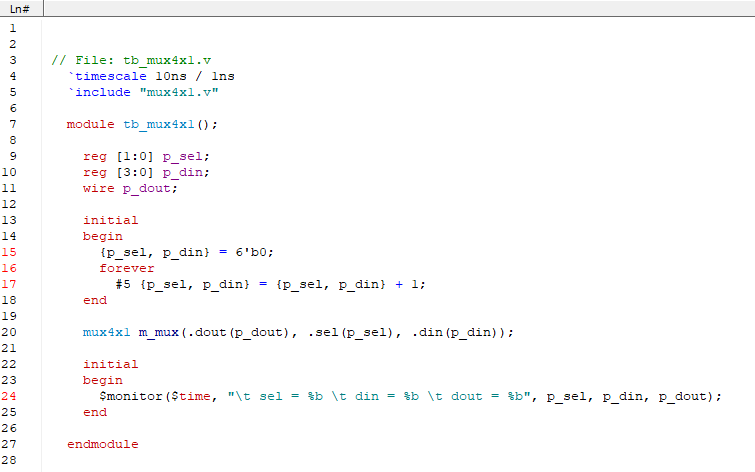 Ln#
1
2
3 // File: tb_mux4x1.v
4 `timescale 10ns / 1ns
5 `include "mux4x1.v"
6
7 module tb_mux4x1();
8
9 reg [1:0] p_sel;
10 reg [3:0] p_din;
11 wire p_dout;
12
13 initial
14 begin
15 {p_sel, p_din} = 6'b0;
16 forever
17 #5 {p_sel, p_din} = {p_sel, p_din} + 1;
18 end
19
20 mux4x1 m_mux(.dout(p_dout), .sel(p_sel), .din(p_din));
21
22 initial
23 begin
24 $monitor($time, "\t sel = %b \t din = %b \t dout = %b", p_sel, p_din, p_dout);
25 end
26
27 endmodule
28